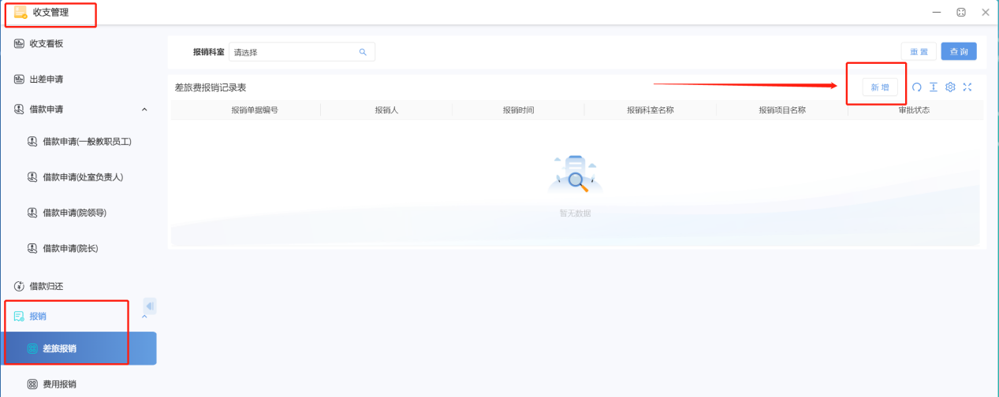 收支管理
收支看板
出差申请
借款申请
借款申请(一般教职员工)
借款申请(处室负责人)
借款申请(院领导)
借款申请(院长)
借款归还
报销
差旅报销
费用报销
报销科室 请选择 重置 查询
差旅费报销记录表 新增
报销单据编号 报销人 报销时间 报销科室名称 报销项目名称 审批状态
暂无数据